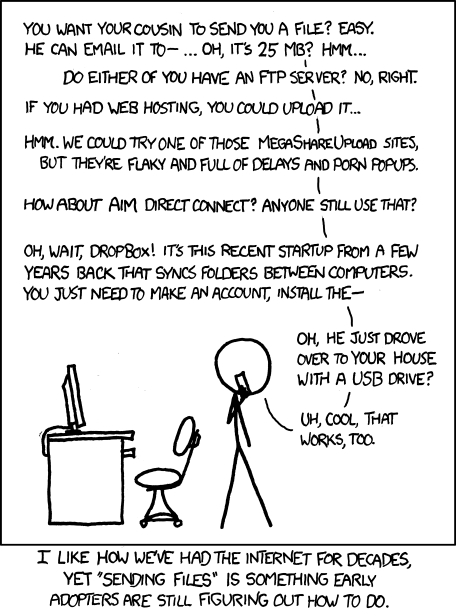 YOU WANT YOUR COUSIN TO SEND YOU A FILE? EASY.
HE CAN EMAIL IT TO— ... OH, IT'S 25 MB? HMM...
DO EITHER OF YOU HAVE AN FTP SERVER? NO, RIGHT.
IF YOU HAD WEB HOSTING, YOU COULD UPLOAD IT...
HMM. WE COULD TRY ONE OF THOSE MEGASHAREUPLOAD SITES,
BUT THEY'RE FLAKY AND FULL OF DELAYS AND PORN POPUPS.
HOW ABOUT AIM DIRECT CONNECT? ANYONE STILL USE THAT?
OH, WAIT, DROPBOX! IT'S THIS RECENT STARTUP FROM A FEW
YEARS BACK THAT SYNCS FOLDERS BETWEEN COMPUTERS.
YOU JUST NEED TO MAKE AN ACCOUNT, INSTALL THE—
OH, HE JUST DROVE
OVER TO YOUR HOUSE
WITH A USB DRIVE?
UH, COOL, THAT
WORKS, TOO.
I LIKE HOW WE'VE HAD THE INTERNET FOR DECADES,
YET "SENDING FILES" IS SOMETHING EARLY
ADOPTERS ARE STILL FIGURING OUT HOW TO DO.